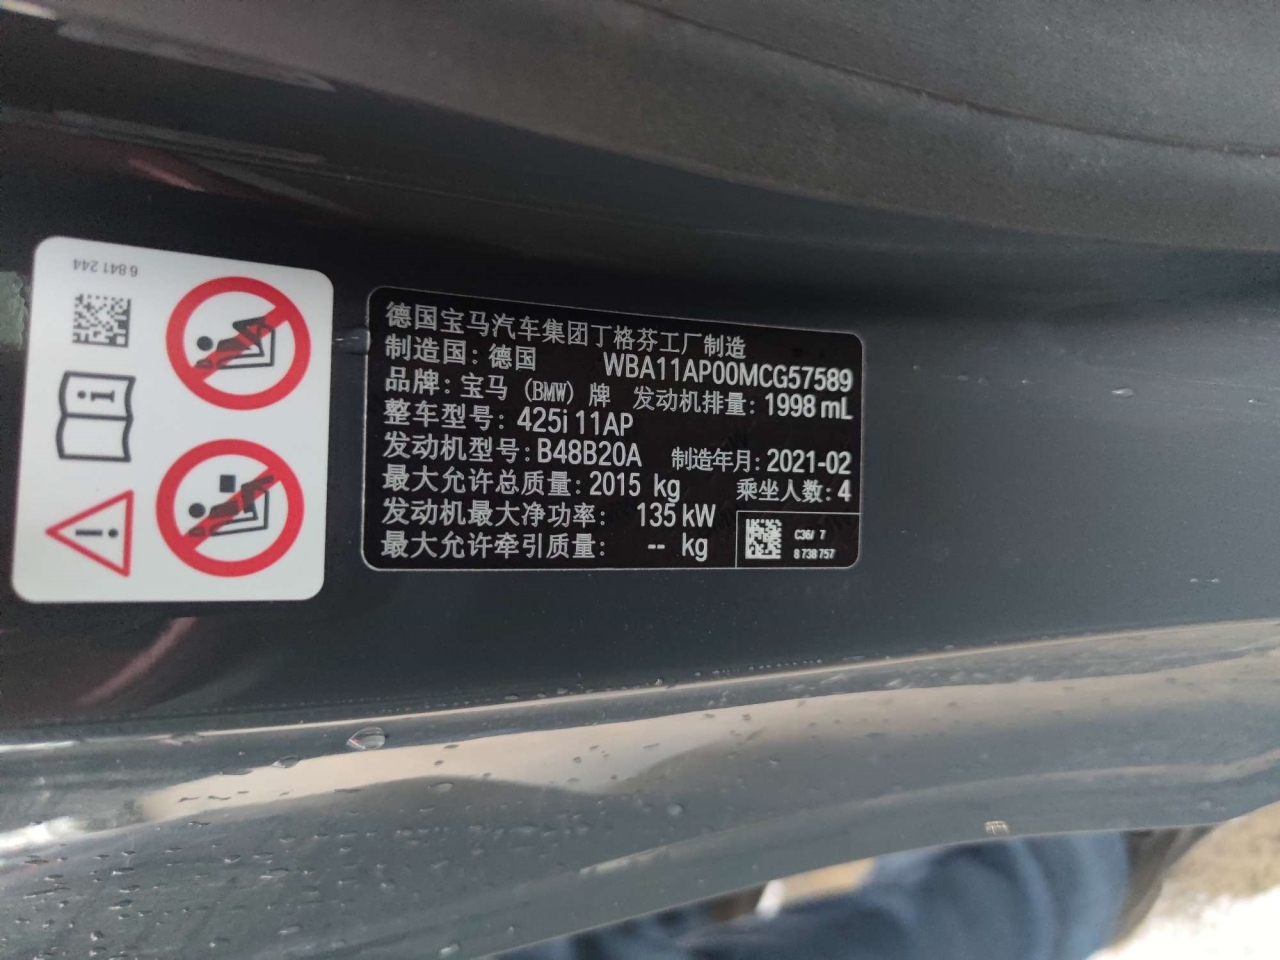 6 841 244
德国宝马汽车集团丁格芬工厂制造
制造国：德国 WBA11AP00MCG57589
品牌：宝马（BMW）牌 发动机排量：1998 mL
整车型号：425i 11AP
发动机型号：B48B20A 制造年月：2021-02
最大允许总质量：2015 kg 乘坐人数：4
发动机最大净功率： 135 kW
最大允许牵引质量： -- kg
C36/ 7
8 738 757